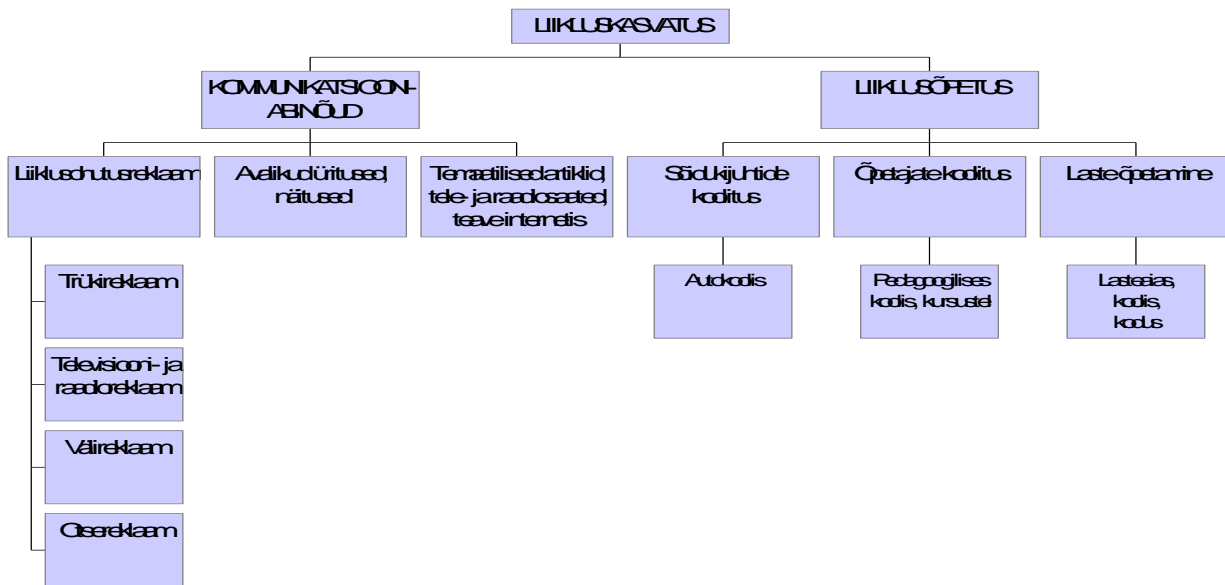 LIIKLUSKASVATUS
KOMMUNIKATSIOONI-
ABINÕUD
LIIKLUSÕPETUS
Liiklusohutusreklaam
Avalikud üritused,
näitused
Temaatilised artiklid,
tele- ja raadiosaated,
teave internetis
Sõidukijuhtide
koolitus
Õpetajate koolitus
Laste õpetamine
Trükireklaam
Televisiooni- ja
raadioreklaam
Välireklaam
Otsereklaam
Autokoolis
Pedagoogilises
koolis, kursustel
Lasteaias,
koolis,
kodus